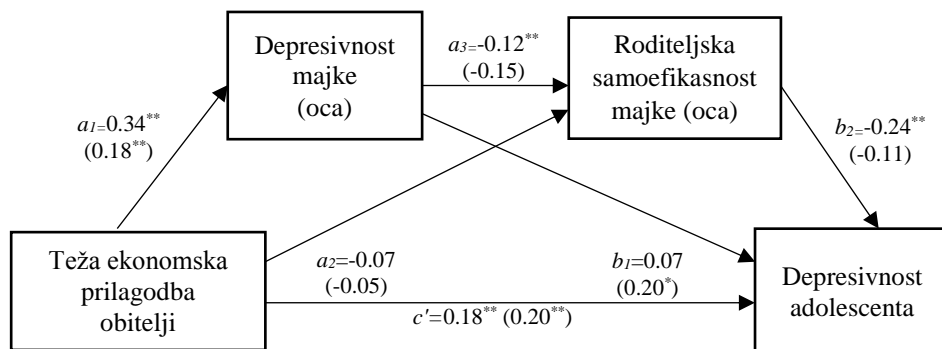 Depresivnost
majke
(oca)
a3=-0.12**
(-0.15)
Roditeljska
samoefikasnost
majke (oca)
a1=0.34**
(0.18**)
b2=-0.24**
(-0.11)
Teža ekonomska
prilagodba
obitelji
a2=-0.07
(-0.05)
b1=0.07
(0.20*)
c'=0.18** (0.20**)
Depresivnost
adolescenta